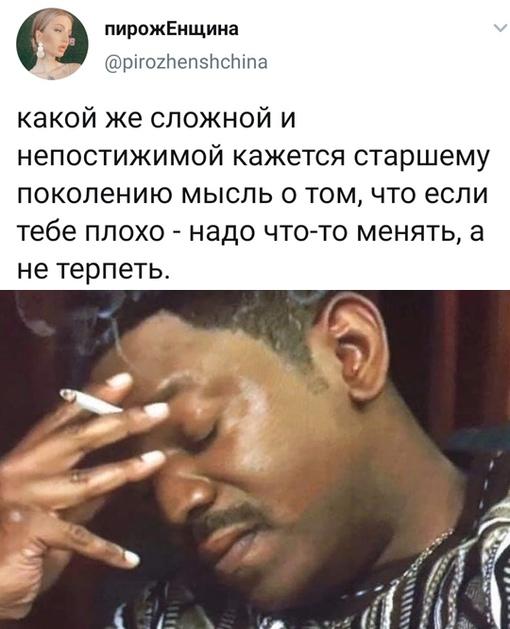 пирожЕнщина
@pirozhenshchina
какой же сложной и
непостижимой кажется старшему
поколению мысль о том, что если
тебе плохо - надо что-то менять, а
не терпеть.